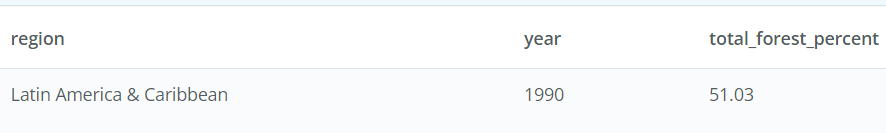 region year total_forest_percent
Latin America & Caribbean 1990 51.03